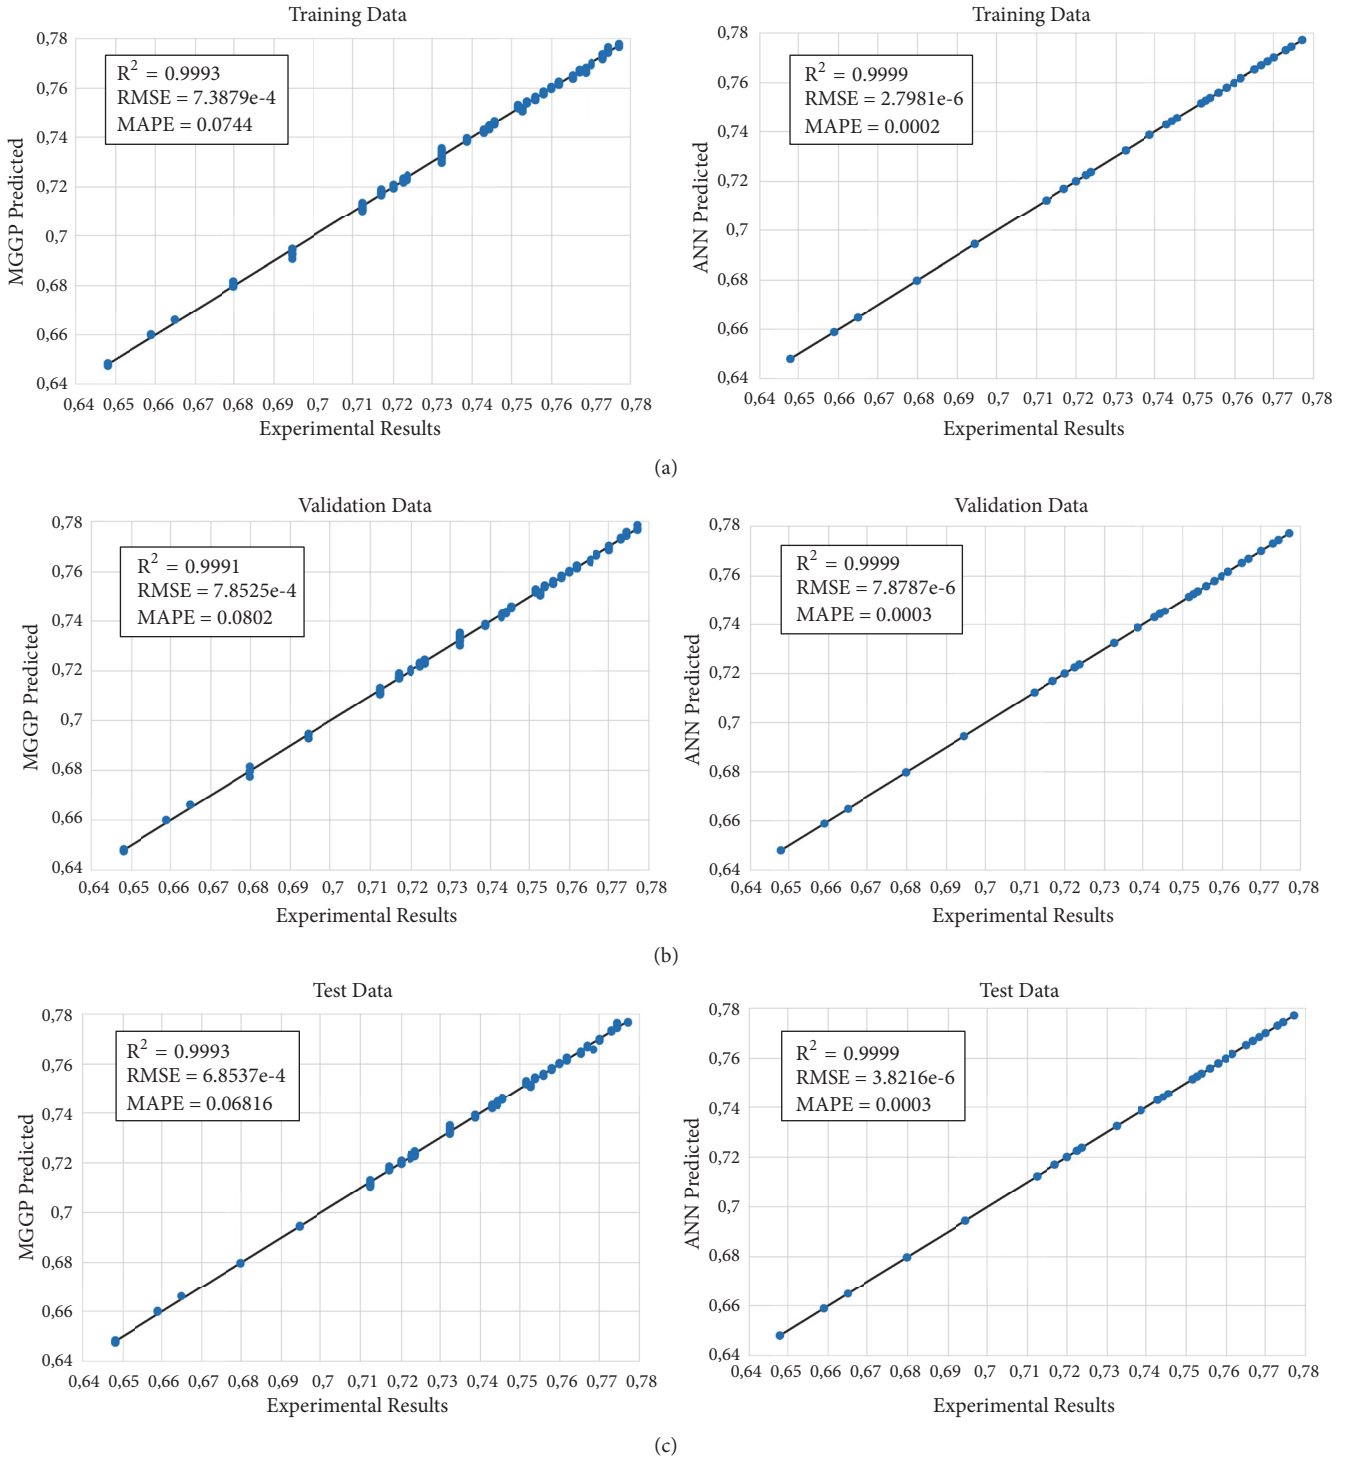 Training Data
R² = 0.9993
RMSE = 7.3879e-4
MAPE = 0.0744
MGGP Predicted
0,78
0,76
0,74
0,72
0,7
0,68
0,66
0,64
0,64 0,65 0,66 0,67 0,68 0,69 0,7 0,71 0,72 0,73 0,74 0,75 0,76 0,77 0,78
Experimental Results
Training Data
R² = 0.9999
RMSE = 2.7981e-6
MAPE = 0.0002
ANN Predicted
0,78
0,76
0,74
0,72
0,7
0,68
0,66
0,64
0,64 0,65 0,66 0,67 0,68 0,69 0,7 0,71 0,72 0,73 0,74 0,75 0,76 0,77 0,78
Experimental Results
(a)
Validation Data
R² = 0.9991
RMSE = 7.8525e-4
MAPE = 0.0802
MGGP Predicted
0,78
0,76
0,74
0,72
0,7
0,68
0,66
0,64
0,64 0,65 0,66 0,67 0,68 0,69 0,7 0,71 0,72 0,73 0,74 0,75 0,76 0,77 0,78
Experimental Results
Validation Data
R² = 0.9999
RMSE = 7.8787e-6
MAPE = 0.0003
ANN Predicted
0,78
0,76
0,74
0,72
0,7
0,68
0,66
0,64
0,64 0,65 0,66 0,67 0,68 0,69 0,7 0,71 0,72 0,73 0,74 0,75 0,76 0,77 0,78
Experimental Results
(b)
Test Data
R² = 0.9993
RMSE = 6.8537e-4
MAPE = 0.06816
MGGP Predicted
0,78
0,76
0,74
0,72
0,7
0,68
0,66
0,64
0,64 0,65 0,66 0,67 0,68 0,69 0,7 0,71 0,72 0,73 0,74 0,75 0,76 0,77 0,78
Experimental Results
Test Data
R² = 0.9999
RMSE = 3.8216e-6
MAPE = 0.0003
ANN Predicted
0,78
0,76
0,74
0,72
0,7
0,68
0,66
0,64
0,64 0,65 0,66 0,67 0,68 0,69 0,7 0,71 0,72 0,73 0,74 0,75 0,76 0,77 0,78
Experimental Results
(c)